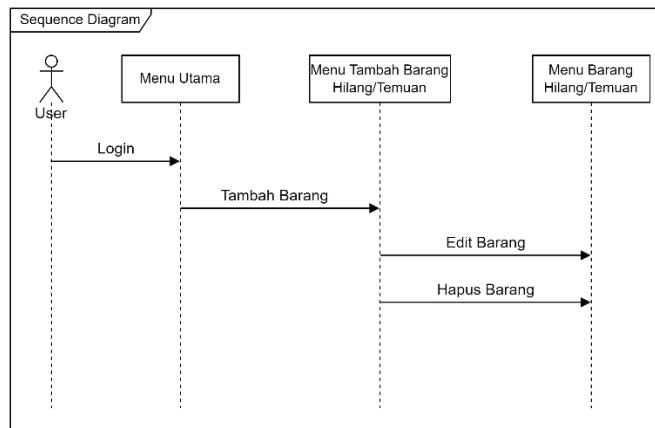 Sequence Diagram
Menu Utama
Menu Tambah Barang
Hilang/Temuan
Menu Barang
Hilang/Temuan
User
Login
Tambah Barang
Edit Barang
Hapus Barang